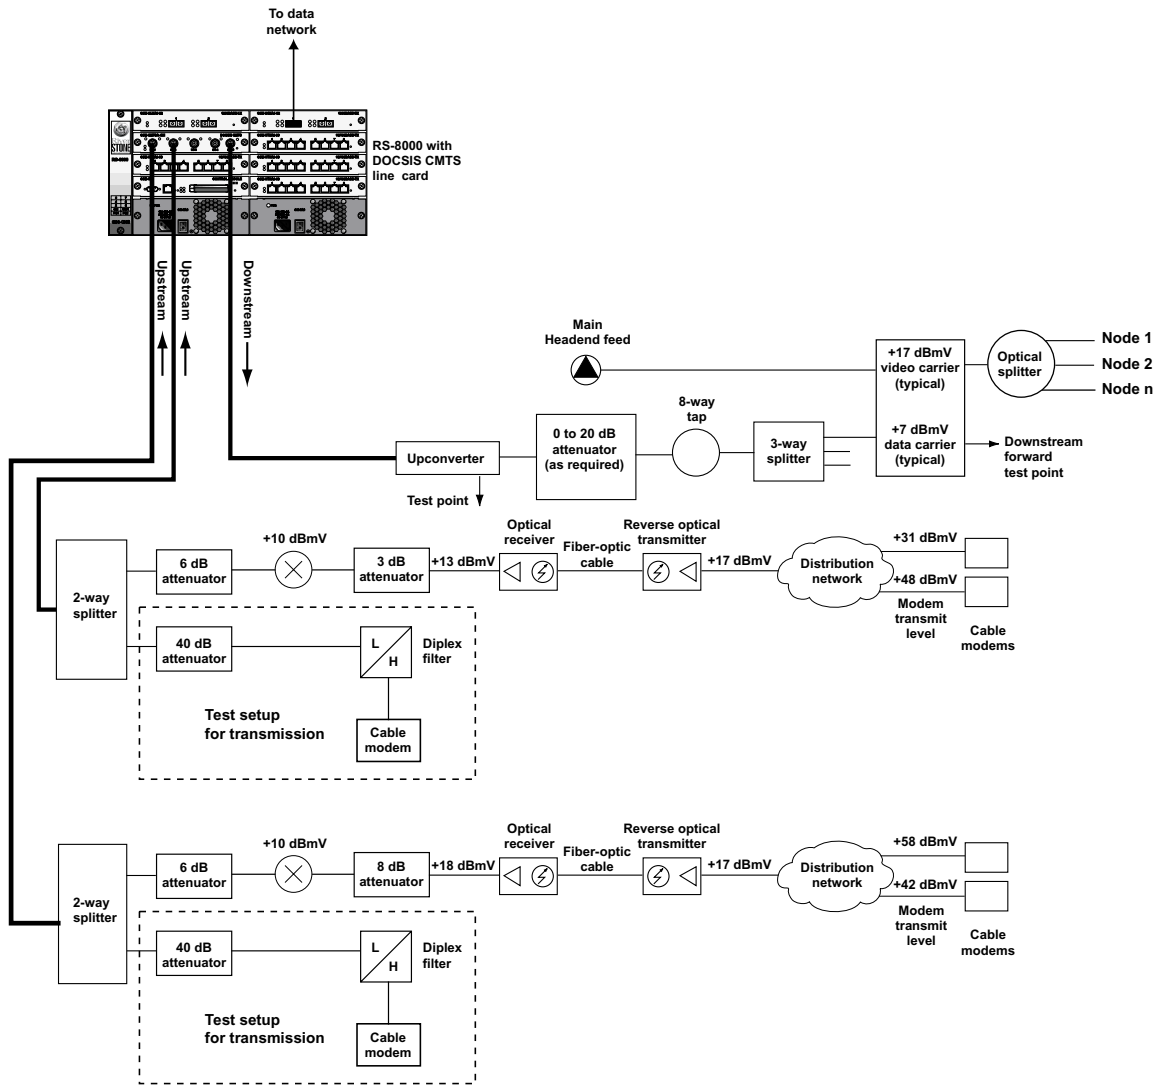 To data
network
STONE
RS-8000
RS-8000 with
DOCSIS CMTS
line card
Upstream
Upstream
Downstream
Main
Headend feed
+17 dBmV
video carrier
(typical)
Optical
splitter
Node 1
Node 2
Node n
8-way
tap
0 to 20 dB
attenuator
(as required)
3-way
splitter
+7 dBmV
data carrier
(typical)
Downstream
forward
test point
Upconverter
Test point
2-way
splitter
6 dB
attenuator
+10 dBmV
3 dB
attenuator
+13 dBmV
Optical
receiver
Fiber-optic
cable
Reverse optical
transmitter
+17 dBmV
Distribution
network
+31 dBmV
+48 dBmV
Modem
transmit
level
Cable
modems
40 dB
attenuator
L
H
Diplex
filter
Test setup
for transmission
Cable
modem
2-way
splitter
6 dB
attenuator
+10 dBmV
8 dB
attenuator
+18 dBmV
Optical
receiver
Fiber-optic
cable
Reverse optical
transmitter
+17 dBmV
Distribution
network
+58 dBmV
+42 dBmV
Modem
transmit
level
Cable
modems
40 dB
attenuator
L
H
Diplex
filter
Test setup
for transmission
Cable
modem